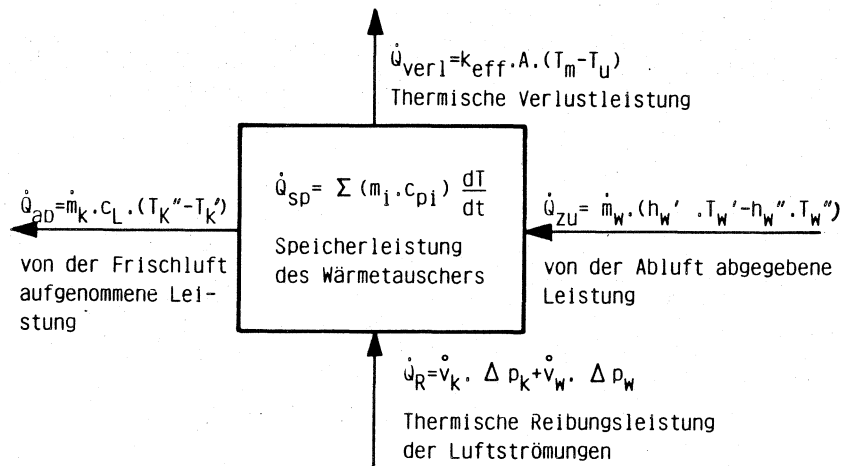 Q̇verl=keff.A.(Tm-Tu)
Thermische Verlustleistung
Q̇ab=ṁk.cL.(TK″-TK′)
von der Frischluft
aufgenommene Lei-
stung
Q̇sp= Σ (mi.cpi) dT/dt
Speicherleistung
des Wärmetauschers
Q̇zu= ṁw.(hw′ .Tw′-hw″.Tw″)
von der Abluft abgegebene
Leistung
Q̇R=v̊k. Δ pk+v̊w. Δ pw
Thermische Reibungsleistung
der Luftströmungen